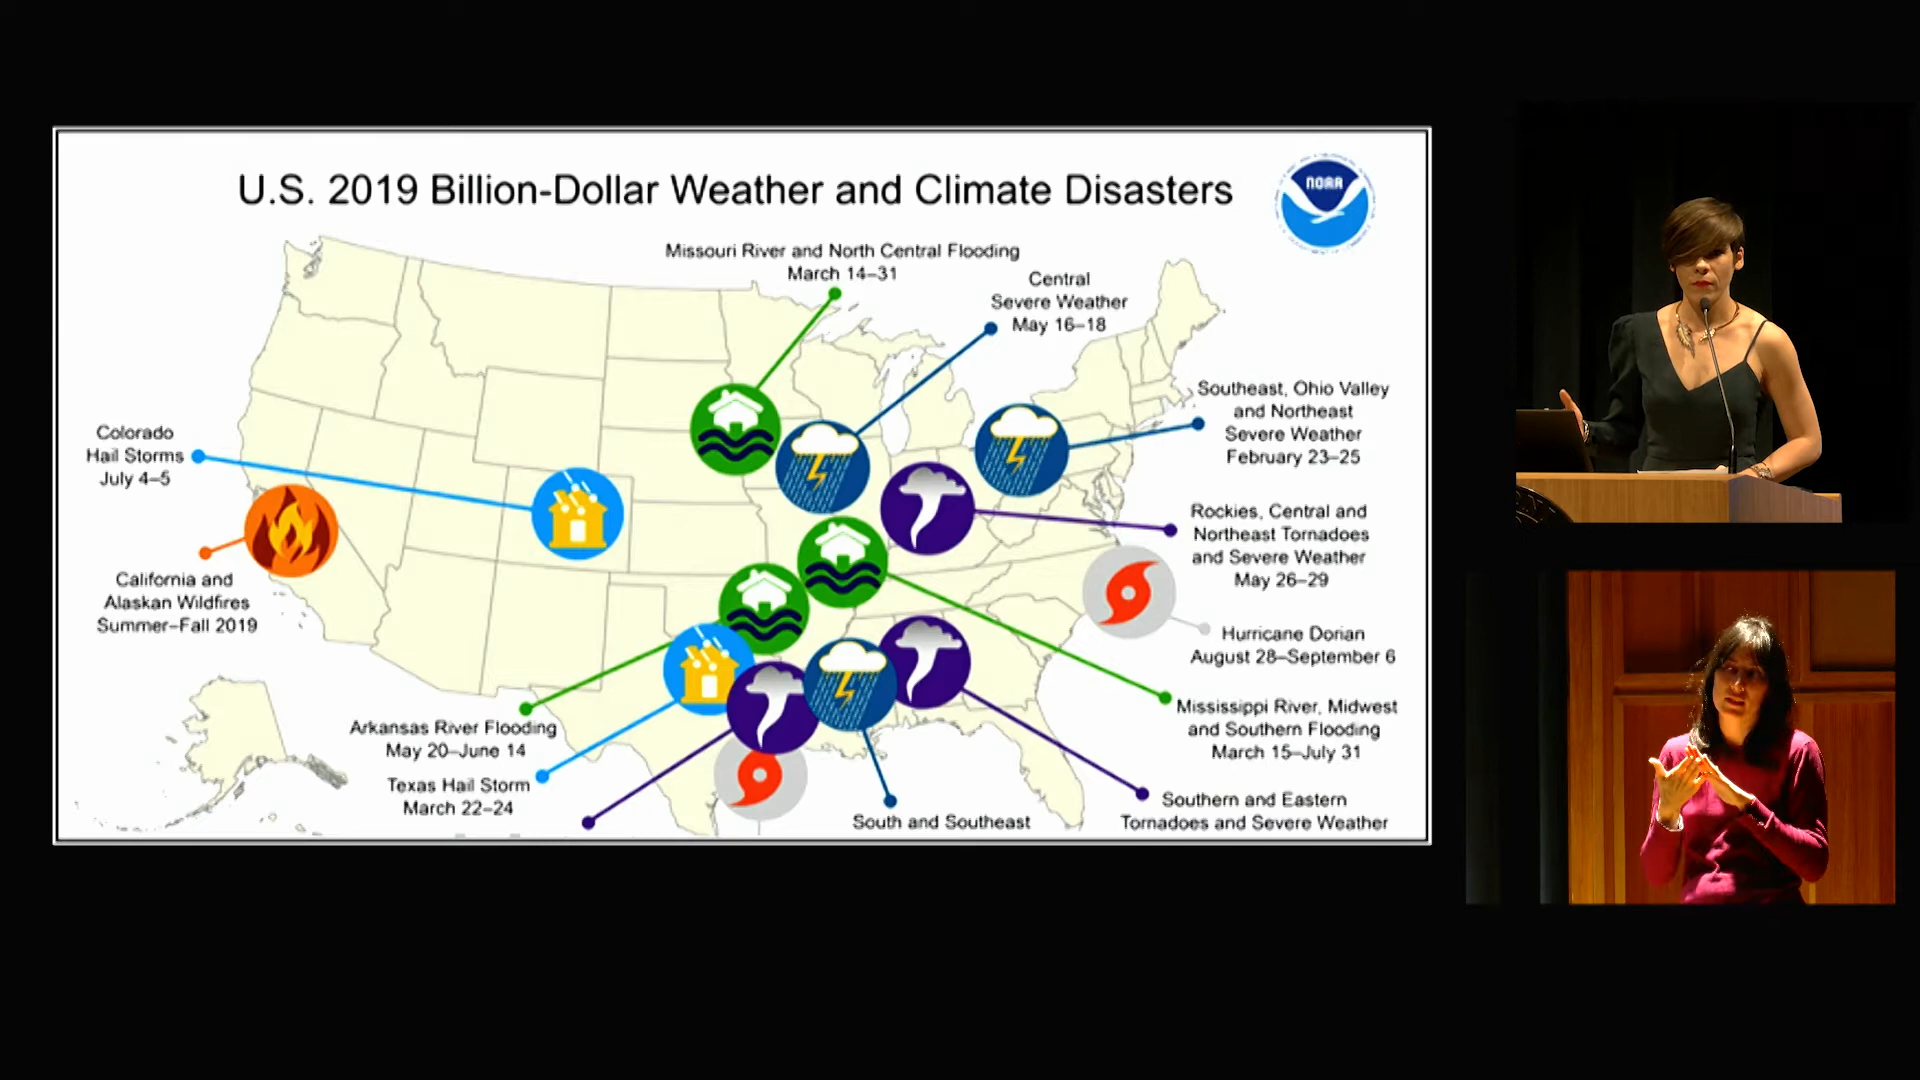 U.S. 2019 Billion-Dollar Weather and Climate Disasters
NOAA
Missouri River and North Central Flooding
March 14–31
Central
Severe Weather
May 16–18
Southeast, Ohio Valley
and Northeast
Severe Weather
February 23–25
Colorado
Hail Storms
July 4–5
Rockies, Central and
Northeast Tornadoes
and Severe Weather
May 26–29
California and
Alaskan Wildfires
Summer–Fall 2019
Hurricane Dorian
August 28–September 6
Mississippi River, Midwest
and Southern Flooding
March 15–July 31
Arkansas River Flooding
May 20–June 14
Texas Hail Storm
March 22–24
Southern and Eastern
Tornadoes and Severe Weather
South and Southeast